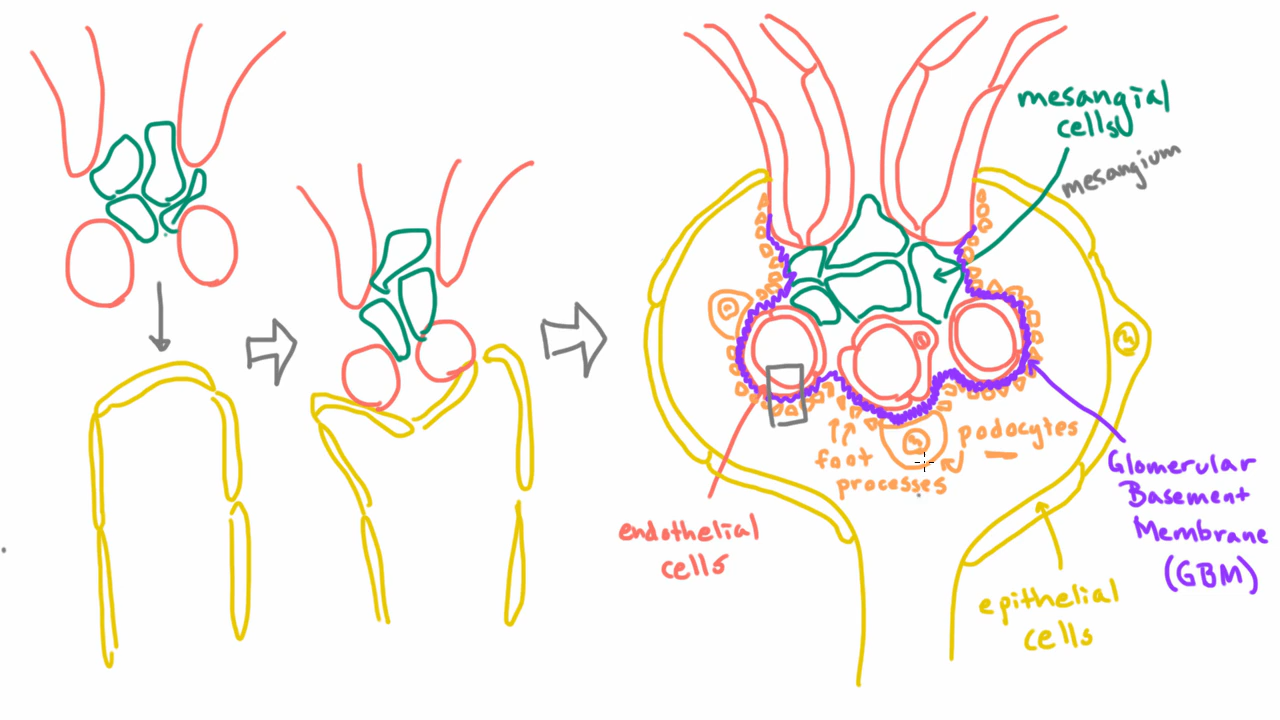 mesangial
cells
mesangium
foot
processes
podocytes
endothelial
cells
Glomerular
Basement
Membrane
(GBM)
epithelial
cells